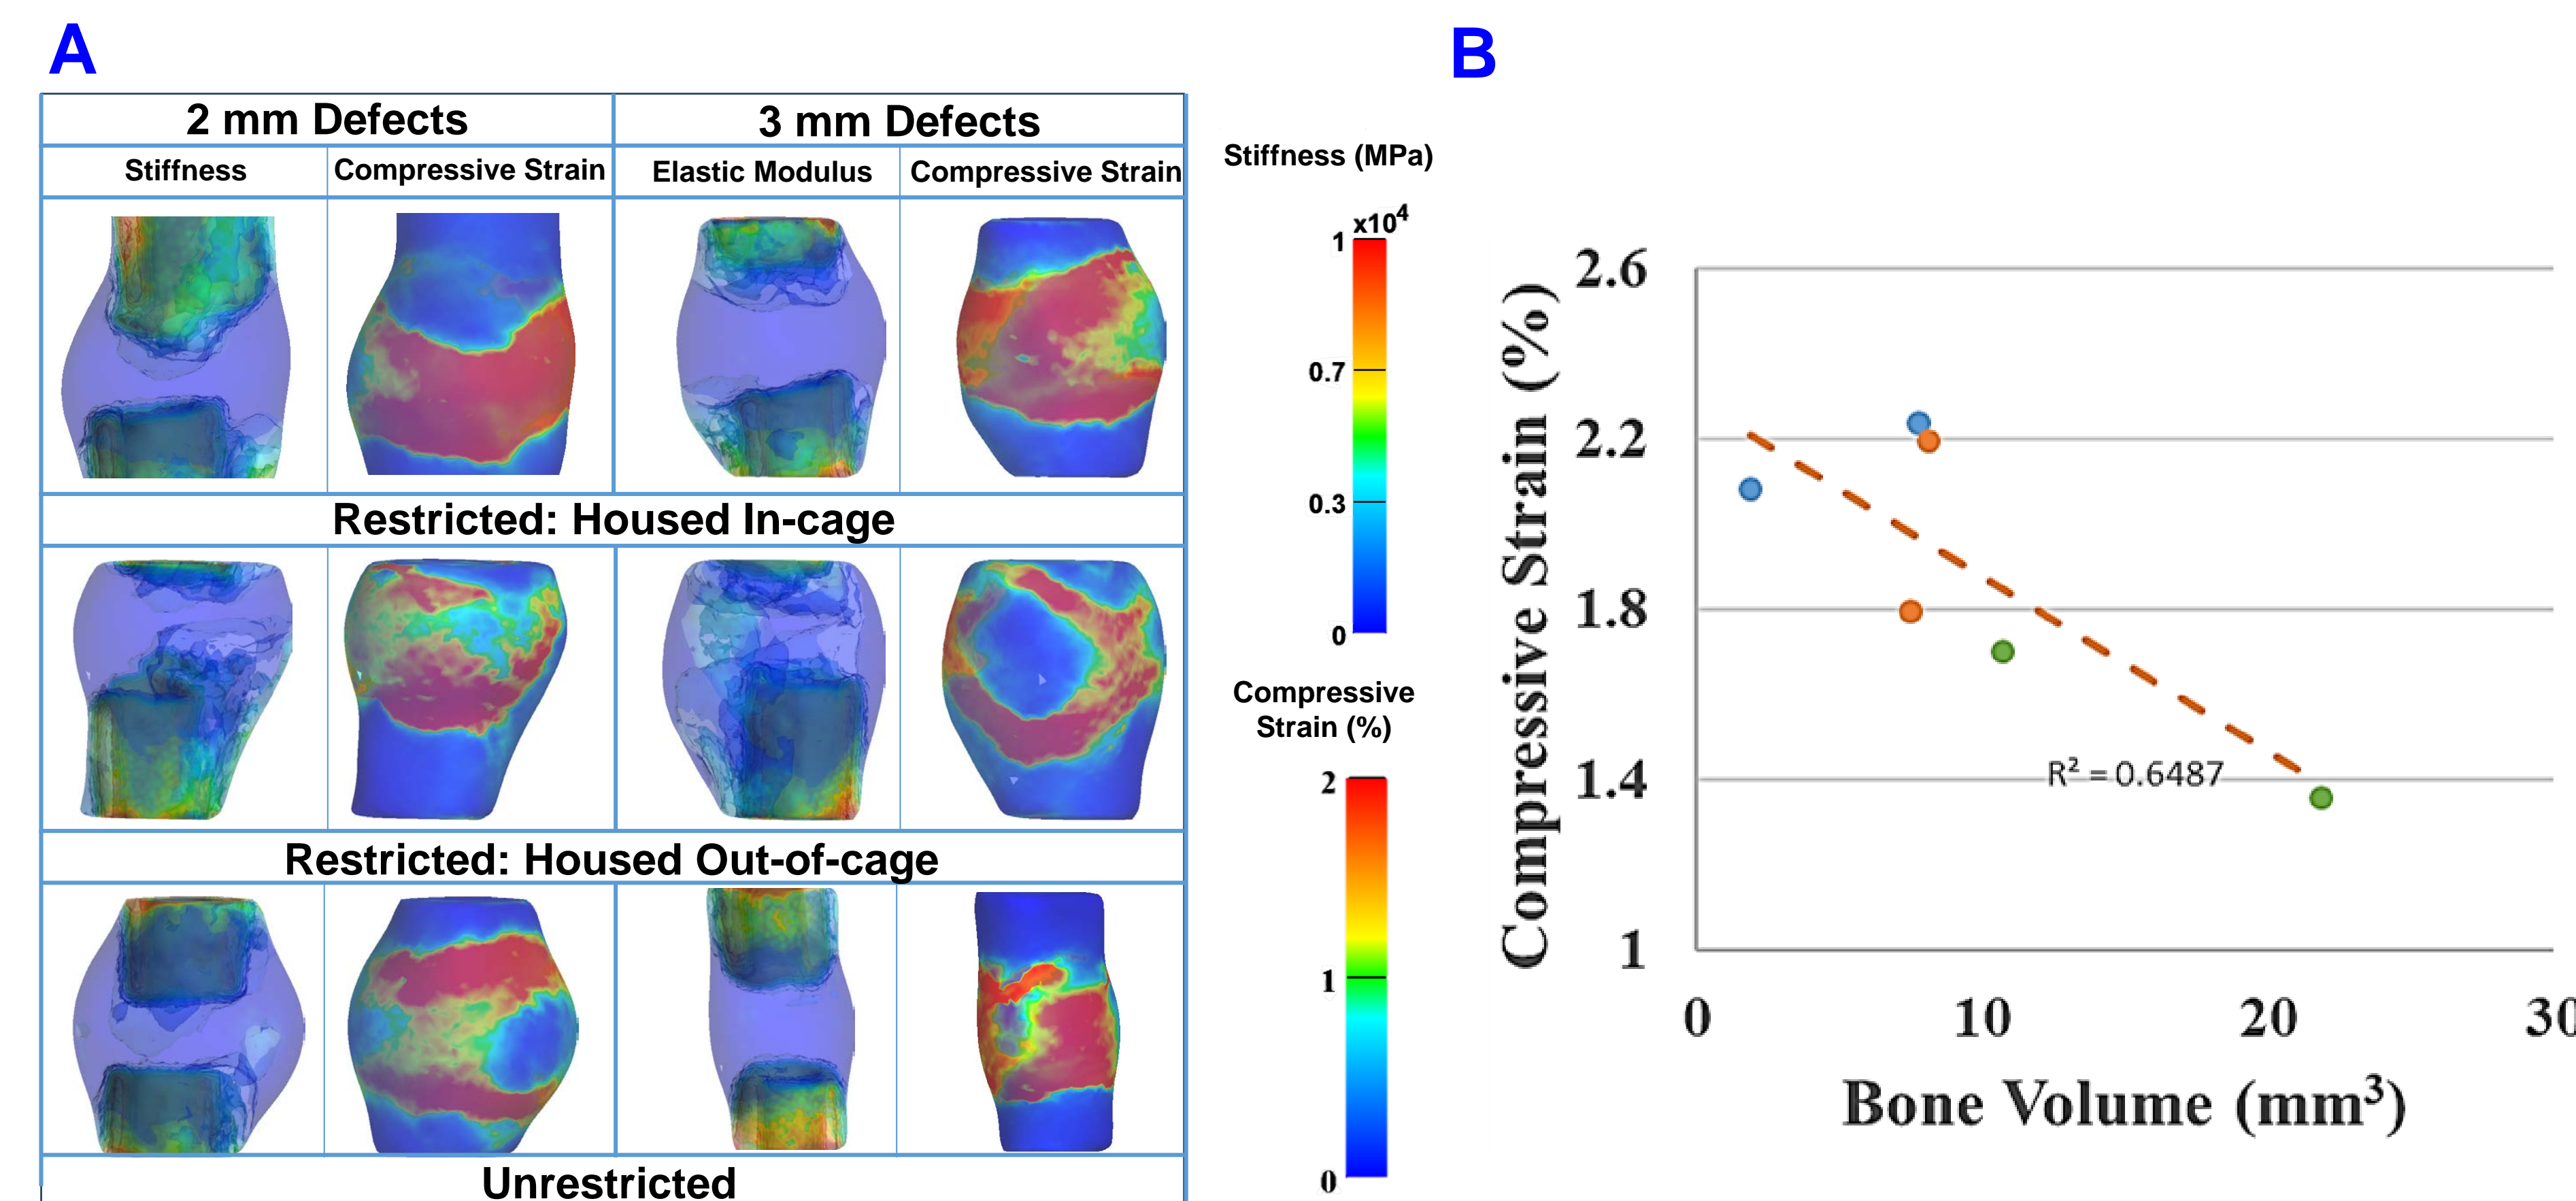 A
2 mm Defects
3 mm Defects
Stiffness
Compressive Strain
Elastic Modulus
Compressive Strain
Restricted: Housed In-cage
Restricted: Housed Out-of-cage
Unrestricted
Stiffness (MPa)
x10⁴
1
0.7
0.3
0
Compressive
Strain (%)
2
1
0
B
Compressive Strain (%)
2.6
2.2
1.8
1.4
1
R² = 0.6487
0
10
20
30
Bone Volume (mm³)